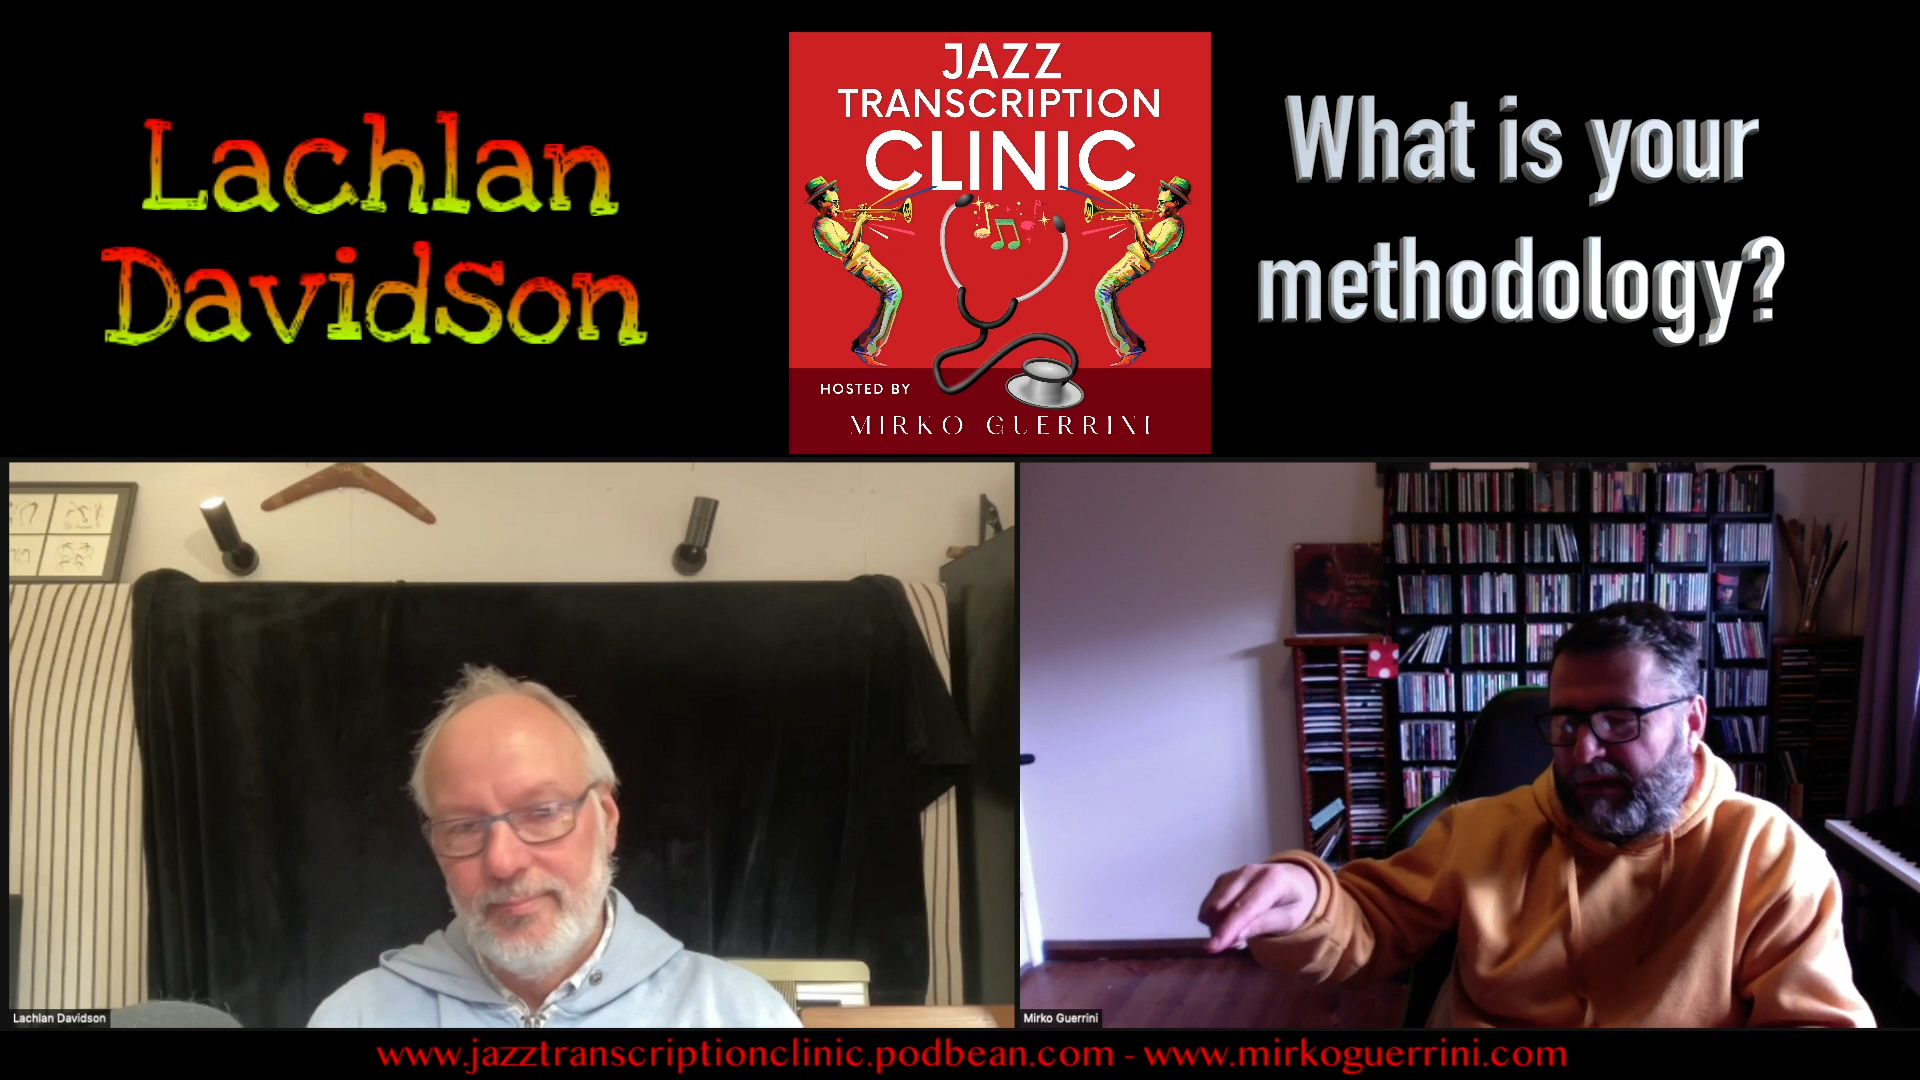 Lachlan
Davidson
JAZZ
TRANSCRIPTION
CLINIC
HOSTED BY
MIRKO GUERRINI
What is your
methodology?
Lachlan Davidson
Mirko Guerrini
www.jazztranscriptionclinic.podbean.com - www.mirkoguerrini.com